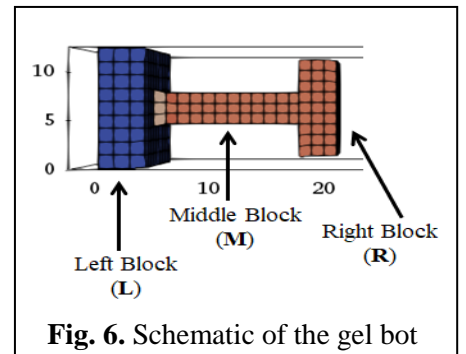 10
5
0
0 10 20
Middle Block
(M)
Right Block
(R)
Left Block
(L)
Fig. 6. Schematic of the gel bot